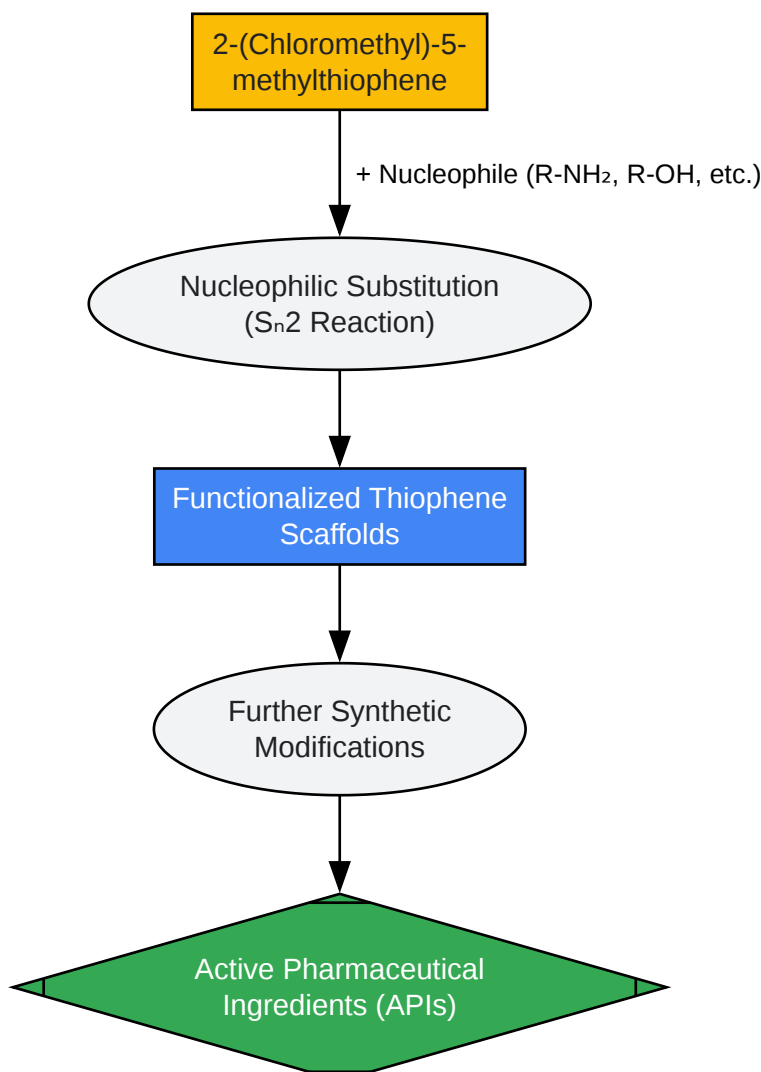 2-(Chloromethyl)-5-
methylthiophene
+ Nucleophile (R-NH₂, R-OH, etc.)
Nucleophilic Substitution
(Sₙ2 Reaction)
Functionalized Thiophene
Scaffolds
Further Synthetic
Modifications
Active Pharmaceutical
Ingredients (APIs)